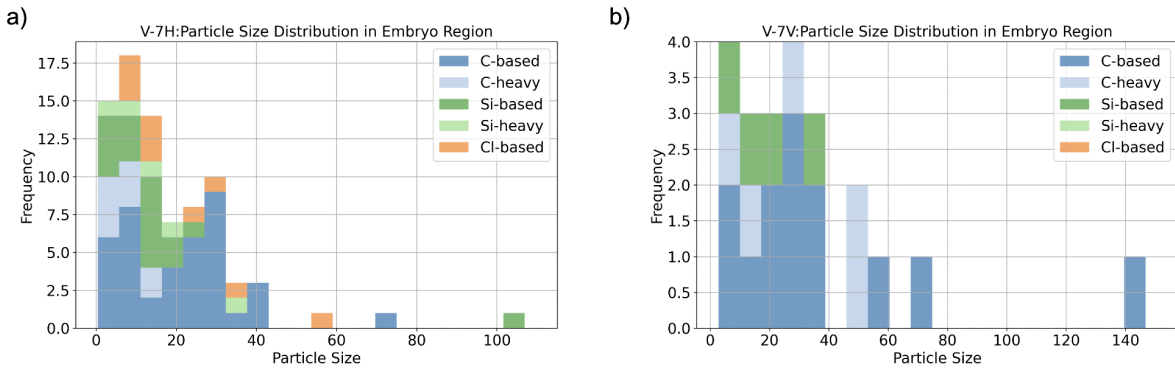 a)
V-7H:Particle Size Distribution in Embryo Region
17.5
15.0
12.5
10.0
7.5
5.0
2.5
0.0
Frequency
0 20 40 60 80 100
Particle Size
C-based
C-heavy
Si-based
Si-heavy
Cl-based
b)
V-7V:Particle Size Distribution in Embryo Region
4.0
3.5
3.0
2.5
2.0
1.5
1.0
0.5
0.0
Frequency
0 20 40 60 80 100 120 140
Particle Size
C-based
C-heavy
Si-based
Si-heavy
Cl-based